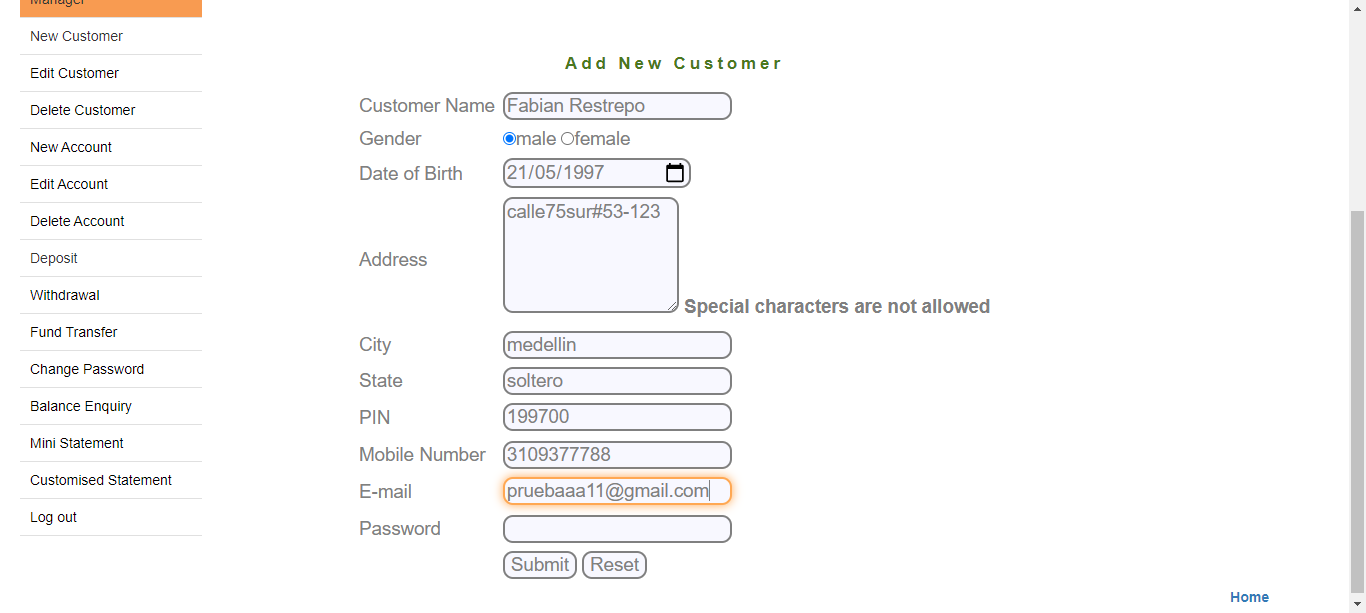 Manager
New Customer
Edit Customer
Delete Customer
New Account
Edit Account
Delete Account
Deposit
Withdrawal
Fund Transfer
Change Password
Balance Enquiry
Mini Statement
Customised Statement
Log out
Add New Customer
Customer Name Fabian Restrepo
Gender male female
Date of Birth 21/05/1997
Address calle75sur#53-123 Special characters are not allowed
City medellin
State soltero
PIN 199700
Mobile Number 3109377788
E-mail pruebaaa11@gmail.com
Password
Submit Reset
Home